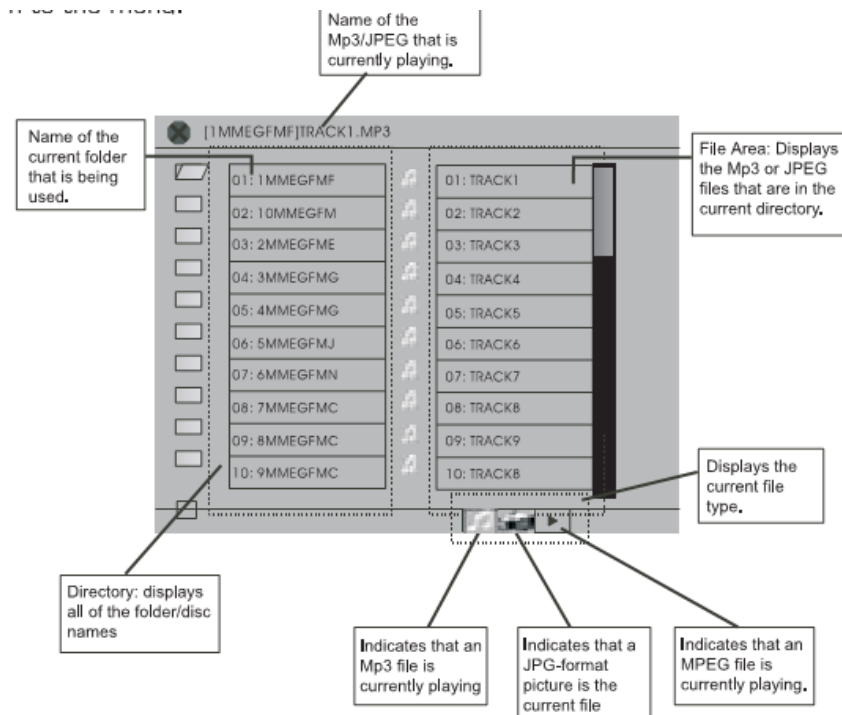 Name of the
Mp3/JPEG that is
currently playing.
[1MMEGFMF]TRACK1.MP3
Name of the
current folder
that is being
used.
File Area: Displays
the Mp3 or JPEG
files that are in the
current directory.
01: 1MMEGFMF
02: 10MMEGFM
03: 2MMEGFME
04: 3MMEGFMG
05: 4MMEGFMG
06: 5MMEGFMJ
07: 6MMEGFMN
08: 7MMEGFMC
09: 8MMEGFMC
10: 9MMEGFMC
01: TRACK1
02: TRACK2
03: TRACK3
04: TRACK4
05: TRACK5
06: TRACK6
07: TRACK7
08: TRACK8
09: TRACK9
10: TRACK8
Displays the
current file
type.
Directory: displays
all of the folder/disc
names
Indicates that an
Mp3 file is
currently playing
Indicates that a
JPG-format
picture is the
current file
Indicates that an
MPEG file is
currently playing.